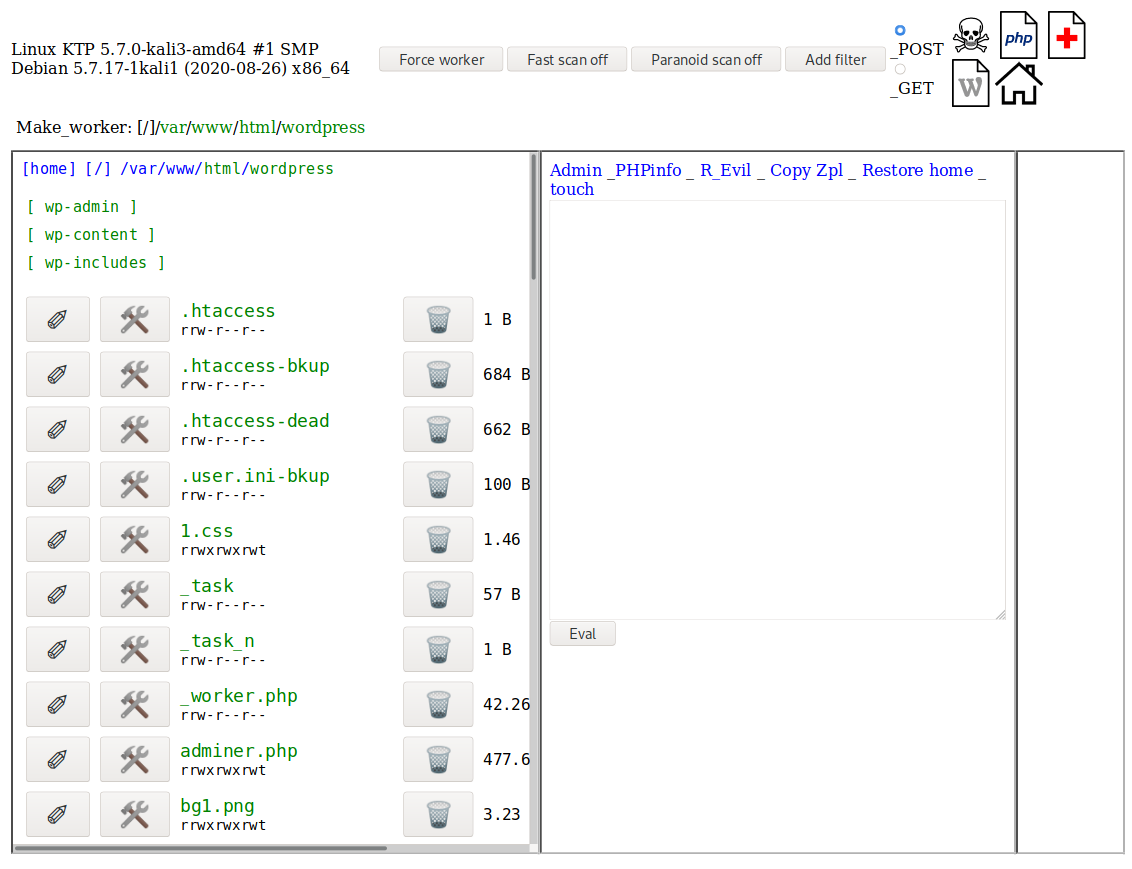 Linux KTP 5.7.0-kali3-amd64 #1 SMP
Debian 5.7.17-1kali1 (2020-08-26) x86_64
Force worker
Fast scan off
Paranoid scan off
Add filter
_POST
_GET
php
W
Make_worker: [/]/var/www/html/wordpress
[home] [/] /var/www/html/wordpress
[ wp-admin ]
[ wp-content ]
[ wp-includes ]
.htaccess
rrw-r--r--
1 B
.htaccess-bkup
rrw-r--r--
684 B
.htaccess-dead
rrw-r--r--
662 B
.user.ini-bkup
rrw-r--r--
100 B
1.css
rrwxrwxrwt
1.46
_task
rrw-r--r--
57 B
_task_n
rrw-r--r--
1 B
_worker.php
rrw-r--r--
42.26
adminer.php
rrwxrwxrwt
477.6
bg1.png
rrwxrwxrwt
3.23
Admin _PHPinfo _ R_Evil _ Copy Zpl _ Restore home _
touch
Eval